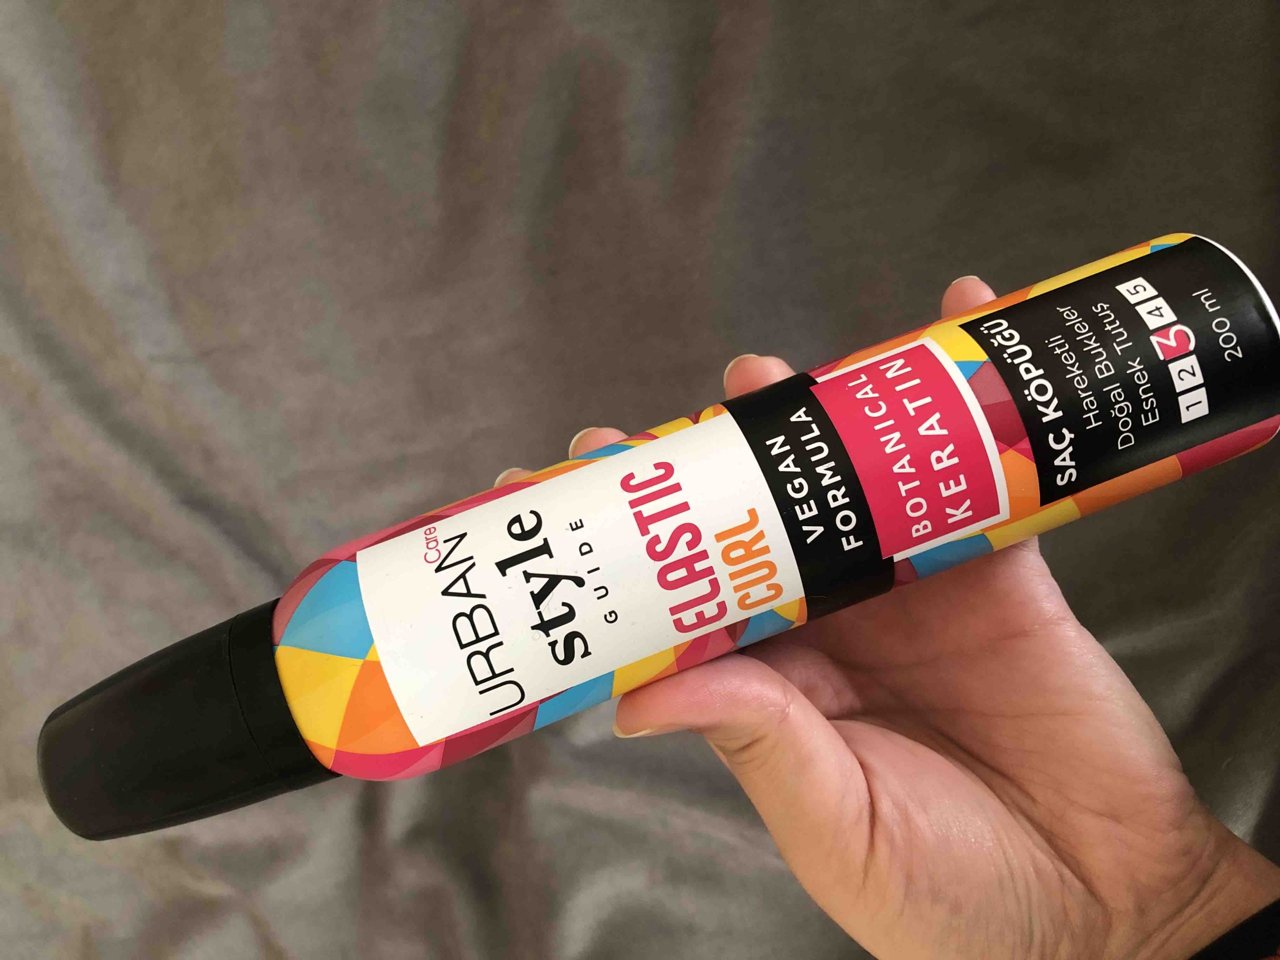 URBAN Care
style
GUIDE
ELASTIC
CURL
VEGAN
FORMULA
BOTANICAL
KERATIN
SAÇ KÖPÜĞÜ
Hareketli
Doğal Bukleler
Esnek Tutuş
1 2 3 4 5
200 ml